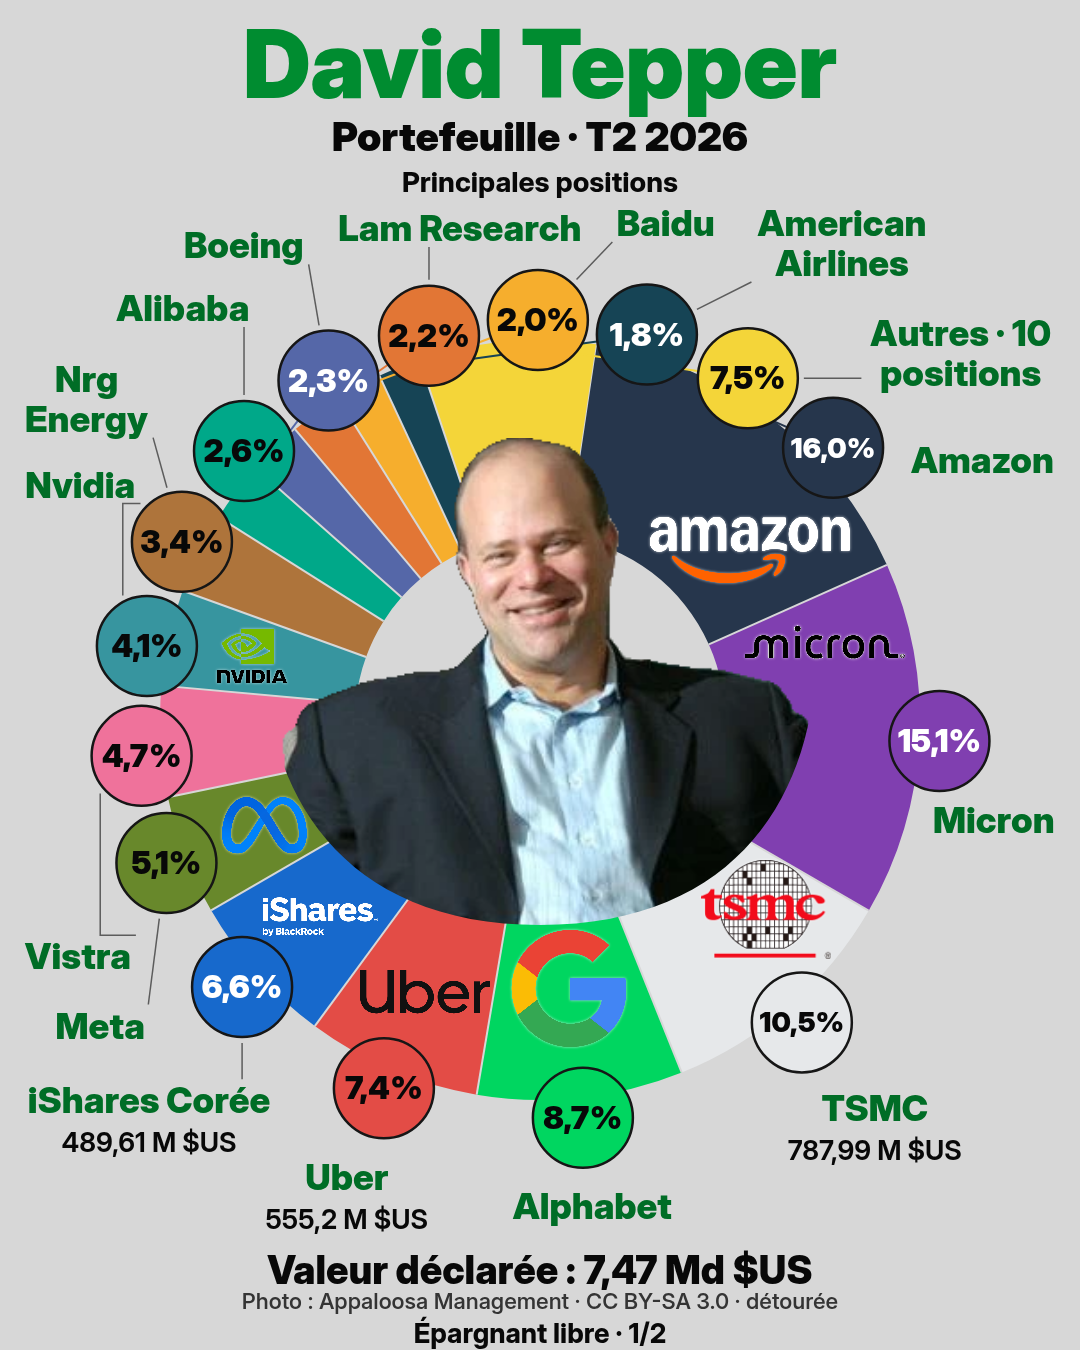 David Tepper
Portefeuille · T2 2026
Principales positions
Lam Research
Baidu
American
Airlines
Boeing
Alibaba
Autres · 10
positions
Nrg
Energy
Nvidia
Amazon
2,0%
2,2%
1,8%
2,3%
7,5%
2,6%
16,0%
3,4%
amazon
4,1%
NVIDIA
micron
15,1%
4,7%
Micron
5,1%
iShares
by BlackRock
tsmc
Vistra
Meta
6,6%
Uber
G
10,5%
7,4%
8,7%
iShares Corée
489,61 M $US
TSMC
787,99 M $US
Uber
555,2 M $US
Alphabet
Valeur déclarée : 7,47 Md $US
Photo : Appaloosa Management · CC BY-SA 3.0 · détourée
Épargnant libre · 1/2